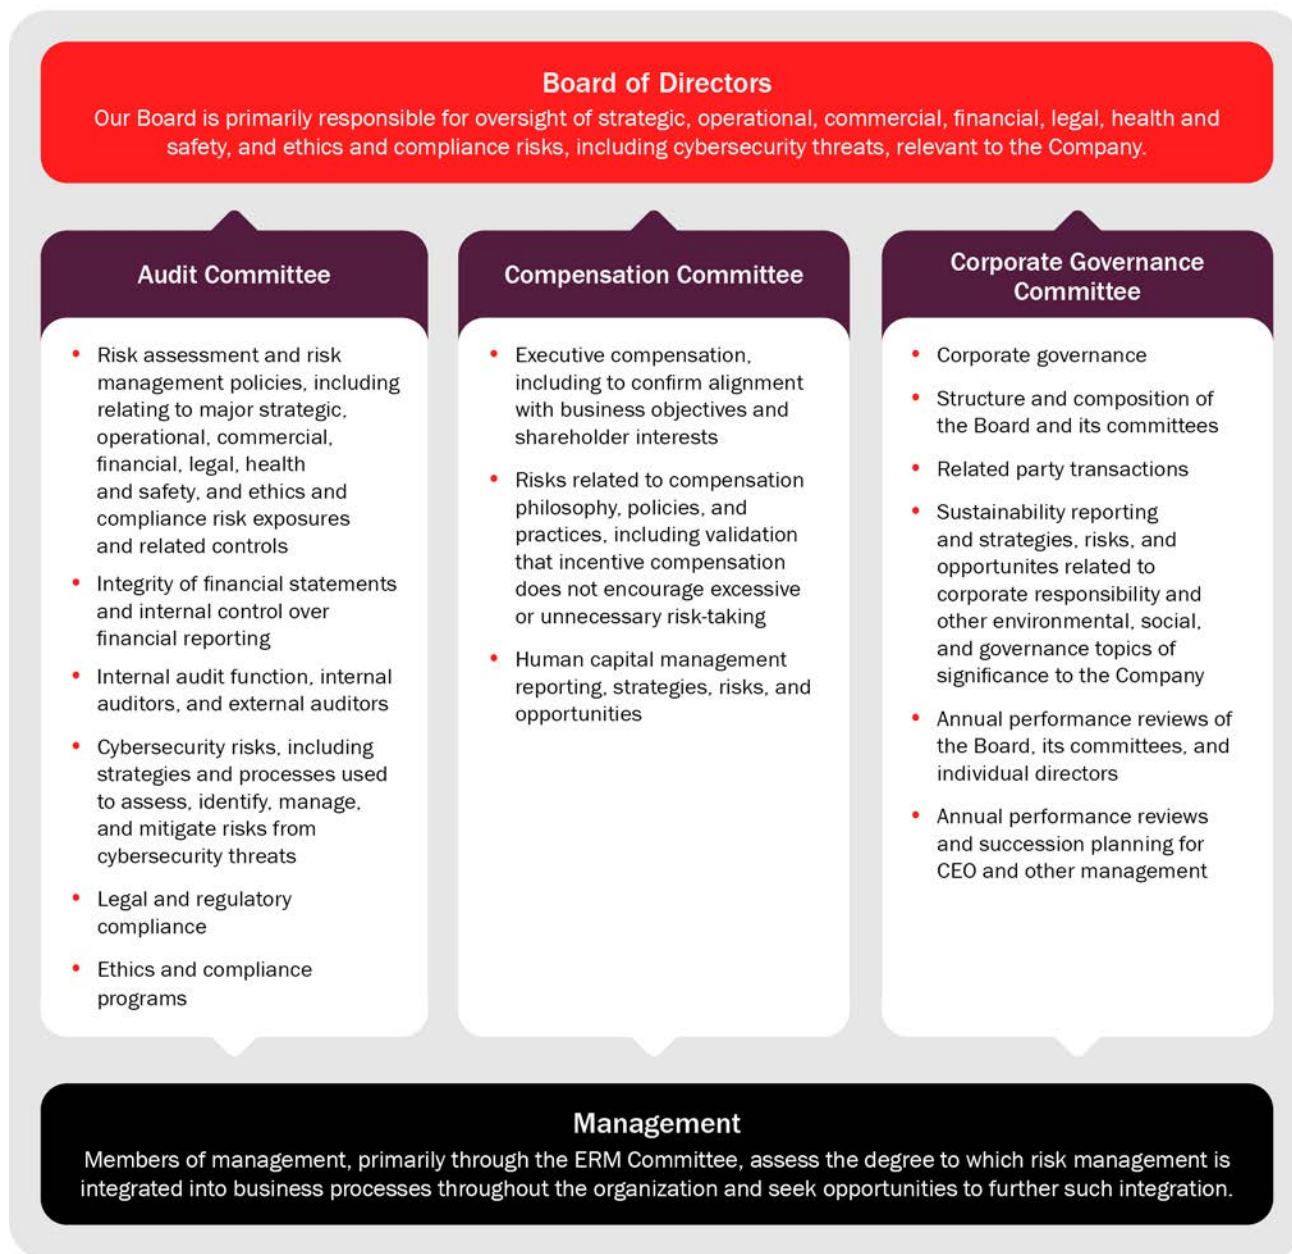 Board of Directors
Our Board is primarily responsible for oversight of strategic, operational, commercial, financial, legal, health and
safety, and ethics and compliance risks, including cybersecurity threats, relevant to the Company.
Audit Committee
• Risk assessment and risk
management policies, including
relating to major strategic,
operational, commercial,
financial, legal, health
and safety, and ethics and
compliance risk exposures
and related controls
• Integrity of financial statements
and internal control over
financial reporting
• Internal audit function, internal
auditors, and external auditors
• Cybersecurity risks, including
strategies and processes used
to assess, identify, manage,
and mitigate risks from
cybersecurity threats
• Legal and regulatory
compliance
• Ethics and compliance
programs
Compensation Committee
• Executive compensation,
including to confirm alignment
with business objectives and
shareholder interests
• Risks related to compensation
philosophy, policies, and
practices, including validation
that incentive compensation
does not encourage excessive
or unnecessary risk-taking
• Human capital management
reporting, strategies, risks, and
opportunities
Corporate Governance
Committee
• Corporate governance
• Structure and composition of
the Board and its committees
• Related party transactions
• Sustainability reporting
and strategies, risks, and
opportunites related to
corporate responsibility and
other environmental, social,
and governance topics of
significance to the Company
• Annual performance reviews of
the Board, its committees, and
individual directors
• Annual performance reviews
and succession planning for
CEO and other management
Management
Members of management, primarily through the ERM Committee, assess the degree to which risk management is
integrated into business processes throughout the organization and seek opportunities to further such integration.